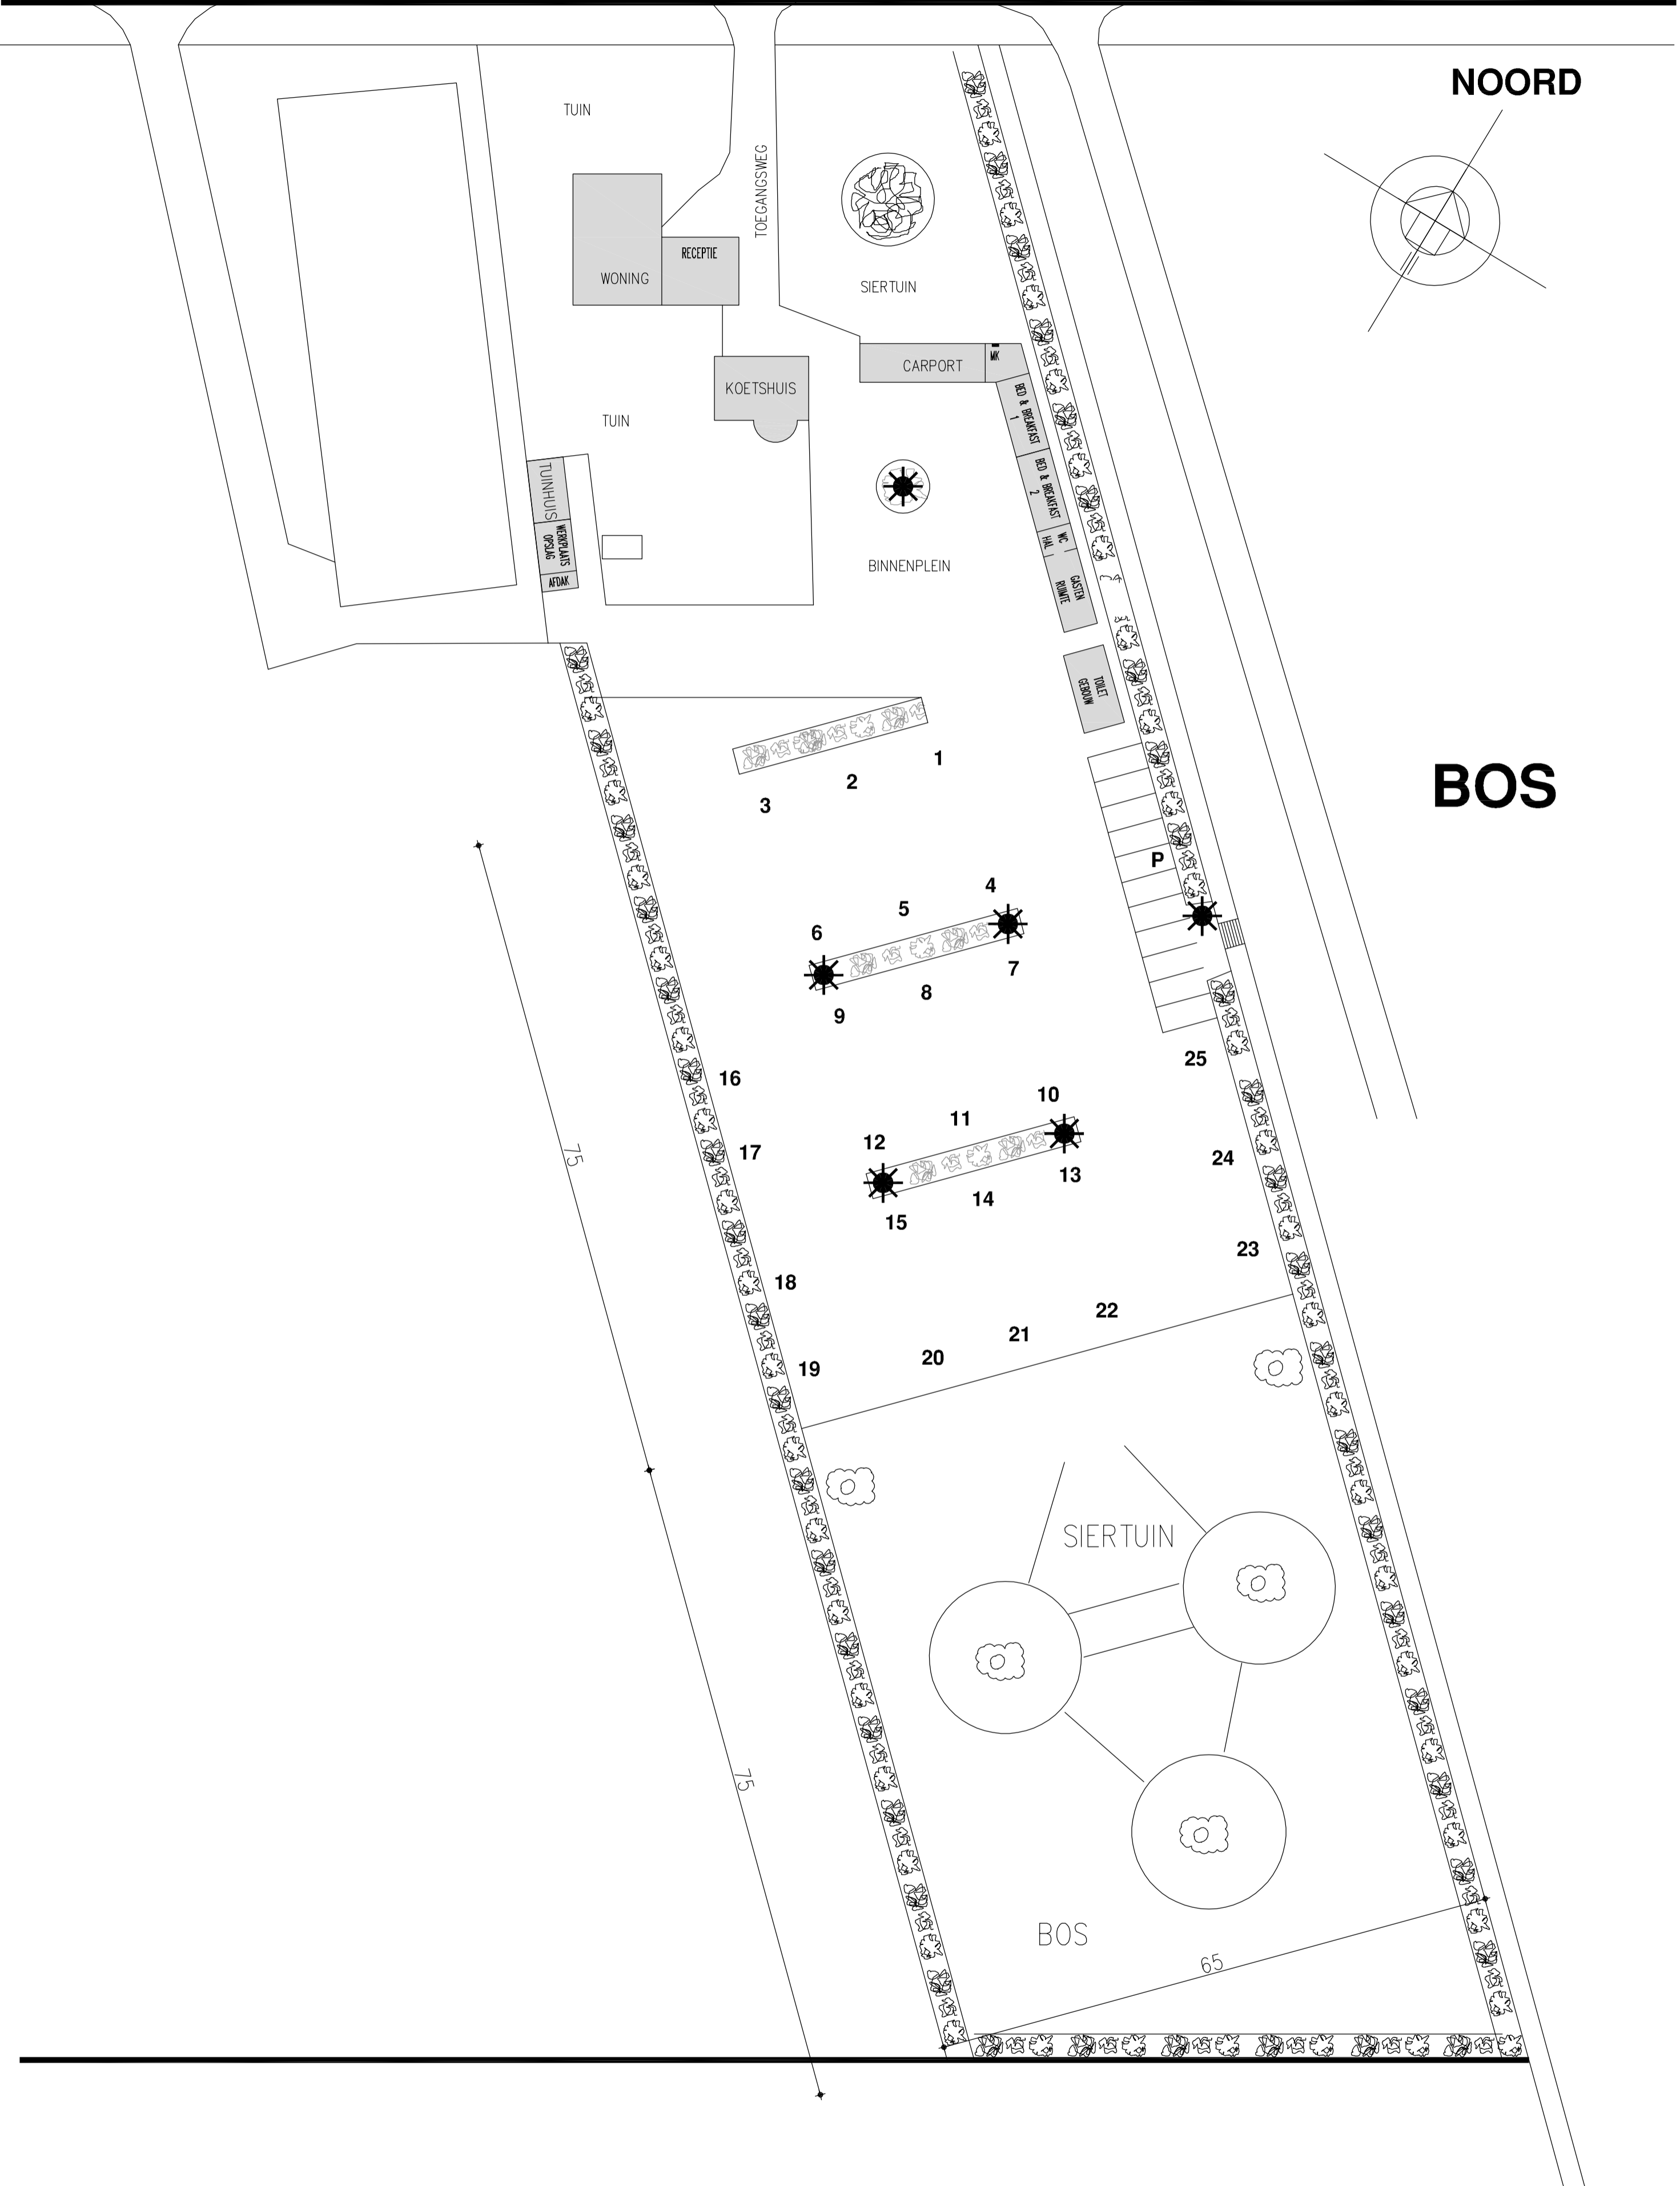 NOORD
TUIN
TOEGANGSWEG
RECEPTIE
WONING
SIERTUIN
CARPORT
MK
KOETSHUIS
BED & BREAKFAST
1
TUIN
BED & BREAKFAST
2
TUINHUIS
WERKPLAATS
OPSLAG
AFDAK
WC
HAL
BINNENPLEIN
GASTEN
RUIMTE
TOILET
GEBOUW
BOS
1
2
3
P
4
5
6
7
8
9
25
16
10
11
12
17
24
13
14
15
75
23
18
22
21
20
19
SIERTUIN
75
BOS
65